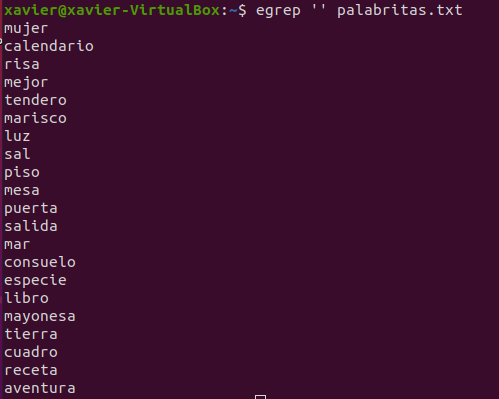 xavier@xavier-VirtualBox:~$ egrep '' palabritas.txt
mujer
calendario
risa
mejor
tendero
marisco
luz
sal
piso
mesa
puerta
salida
mar
consuelo
especie
libro
mayonesa
tierra
cuadro
receta
aventura